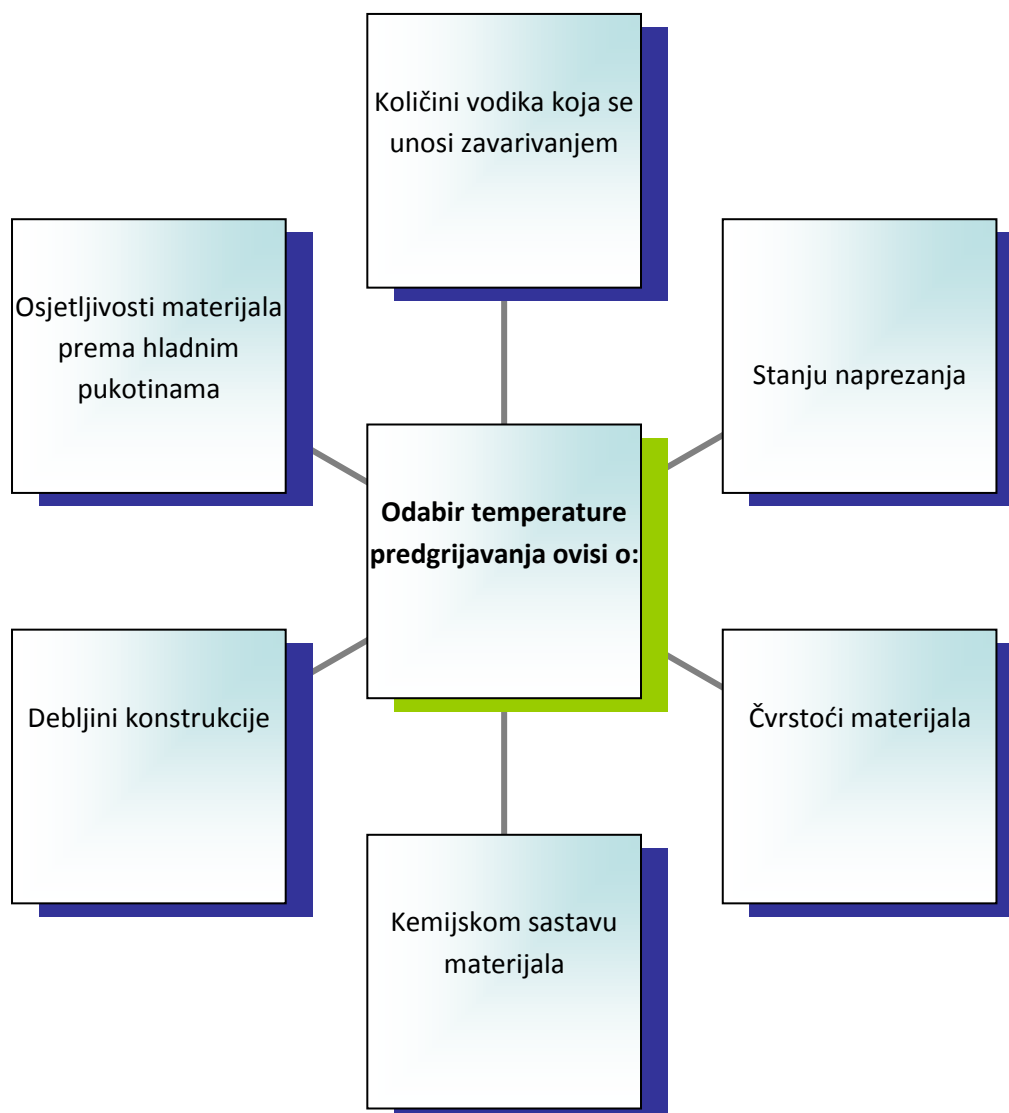 Količini vodika koja se
unosi zavarivanjem
Osjetljivosti materijala
prema hladnim
pukotinama
Stanju naprezanja
Odabir temperature
predgrijavanja ovisi o:
Debljini konstrukcije
Čvrstoći materijala
Kemijskom sastavu
materijala